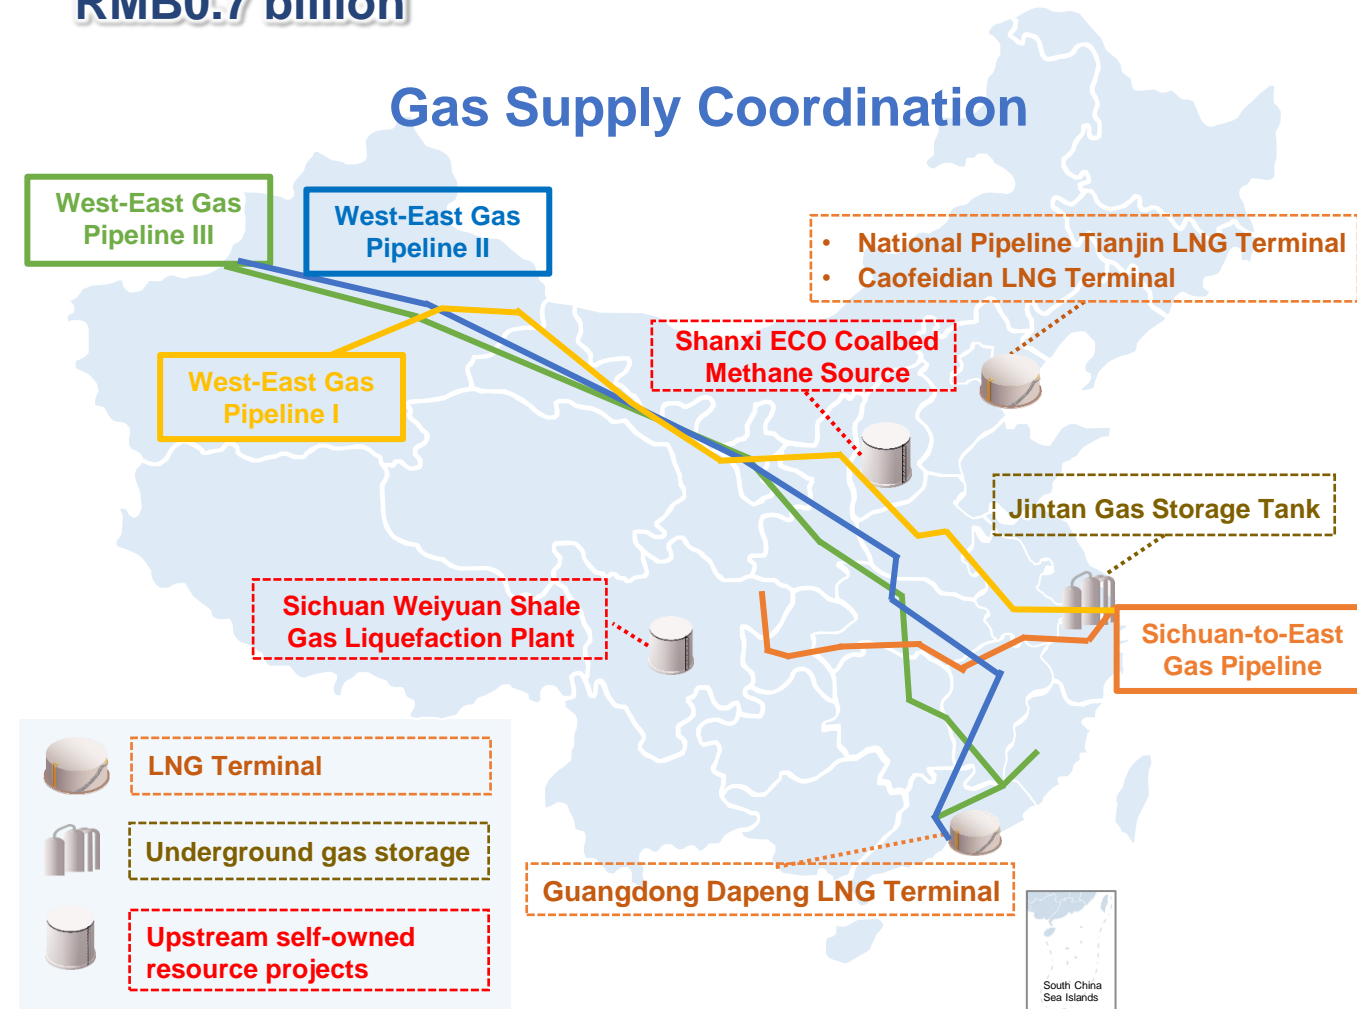 RMB0.7 billion
Gas Supply Coordination
West-East Gas
Pipeline III
West-East Gas
Pipeline II
• National Pipeline Tianjin LNG Terminal
• Caofeidian LNG Terminal
Shanxi ECO Coalbed
Methane Source
West-East Gas
Pipeline I
Jintan Gas Storage Tank
Sichuan Weiyuan Shale
Gas Liquefaction Plant
Sichuan-to-East
Gas Pipeline
LNG Terminal
Underground gas storage
Guangdong Dapeng LNG Terminal
Upstream self-owned
resource projects
South China
Sea Islands